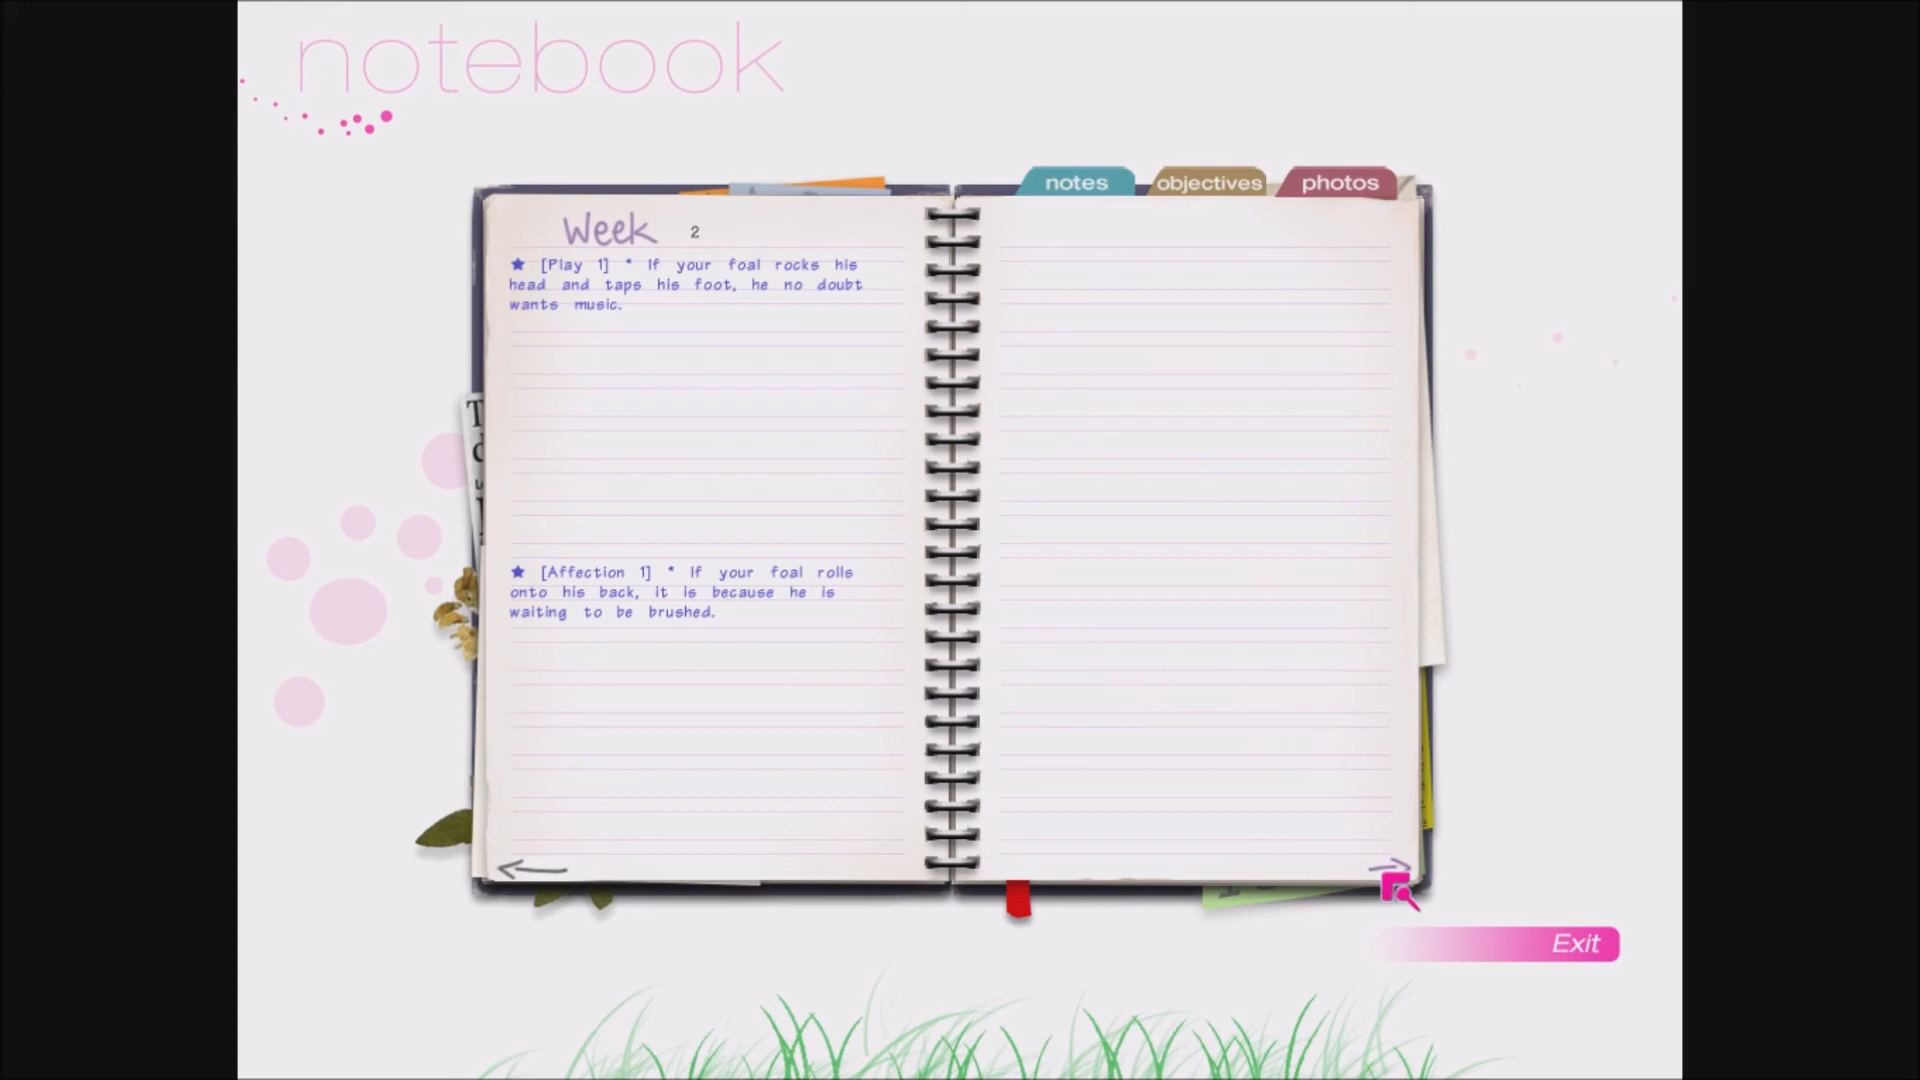 notebook
notes
objectives
photos
Week 2
★ [Play 1] * If your foal rocks his
head and taps his foot, he no doubt
wants music.
★ [Affection 1] * If your foal rolls
onto his back, it is because he is
waiting to be brushed.
Exit